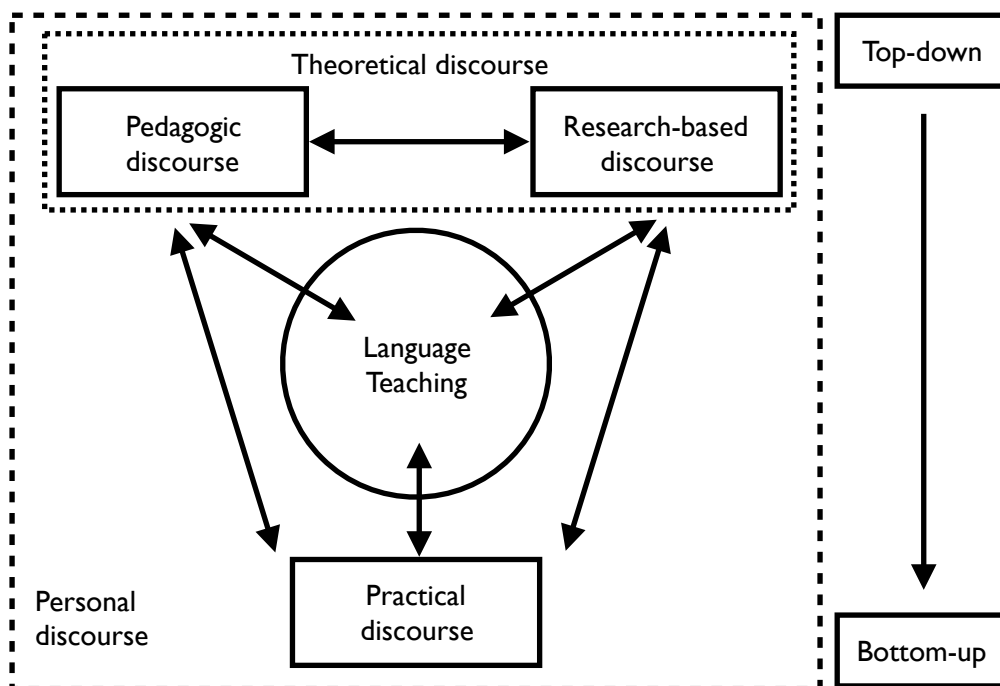 Theoretical discourse
Pedagogic
discourse
Research-based
discourse
Language
Teaching
Practical
discourse
Personal
discourse
Top-down
Bottom-up